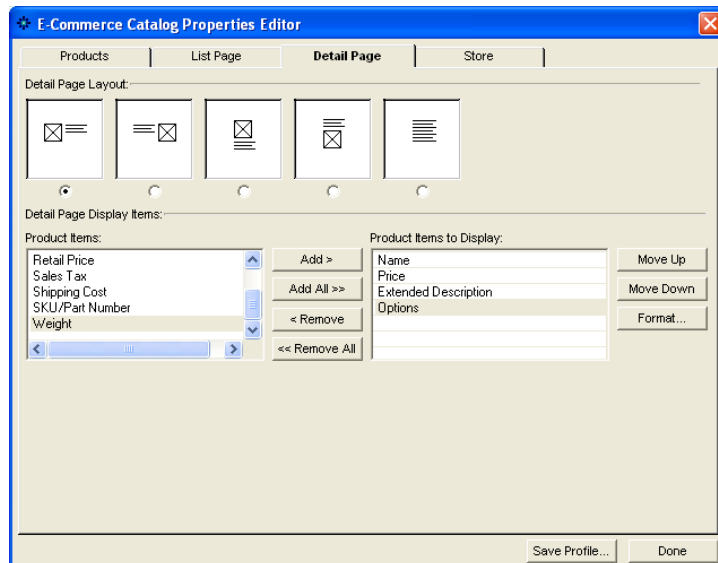 E-Commerce Catalog Properties Editor
Products List Page Detail Page Store
Detail Page Layout:
Detail Page Display Items:
Product Items:
Retail Price
Sales Tax
Shipping Cost
SKU/Part Number
Weight
Add >
Add All >>
< Remove
<< Remove All
Product Items to Display:
Name
Price
Extended Description
Options
Move Up
Move Down
Format...
Save Profile... Done